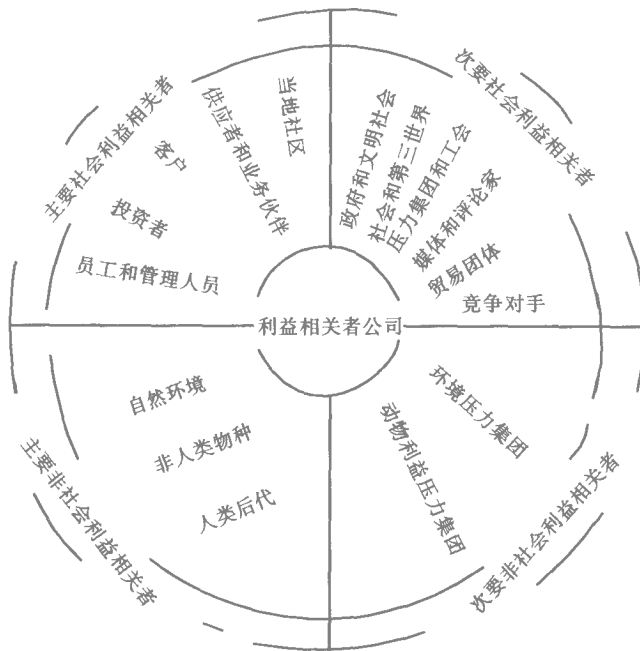 主要社会利益相关者
当地社区
供应者和业务伙伴
客户
投资者
员工和管理人员
次要社会利益相关者
政府和文明社会
社会和第三世界
压力集团和工会
媒体和评论家
贸易团体
竞争对手
利益相关者公司
自然环境
非人类物种
人类后代
主要非社会利益相关者
环境压力集团
动物利益压力集团
次要非社会利益相关者